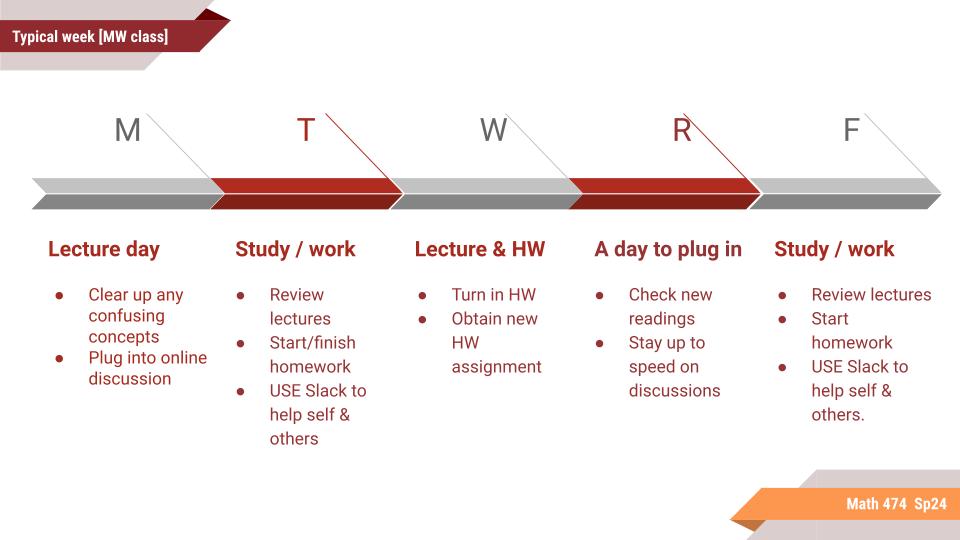 Typical week [MW class]
M
T
W
R
F
Lecture day
● Clear up any
confusing
concepts
● Plug into online
discussion
Study / work
● Review
lectures
● Start/finish
homework
● USE Slack to
help self &
others
Lecture & HW
● Turn in HW
● Obtain new
HW
assignment
A day to plug in
● Check new
readings
● Stay up to
speed on
discussions
Study / work
● Review lectures
● Start
homework
● USE Slack to
help self &
others.
Math 474 Sp24